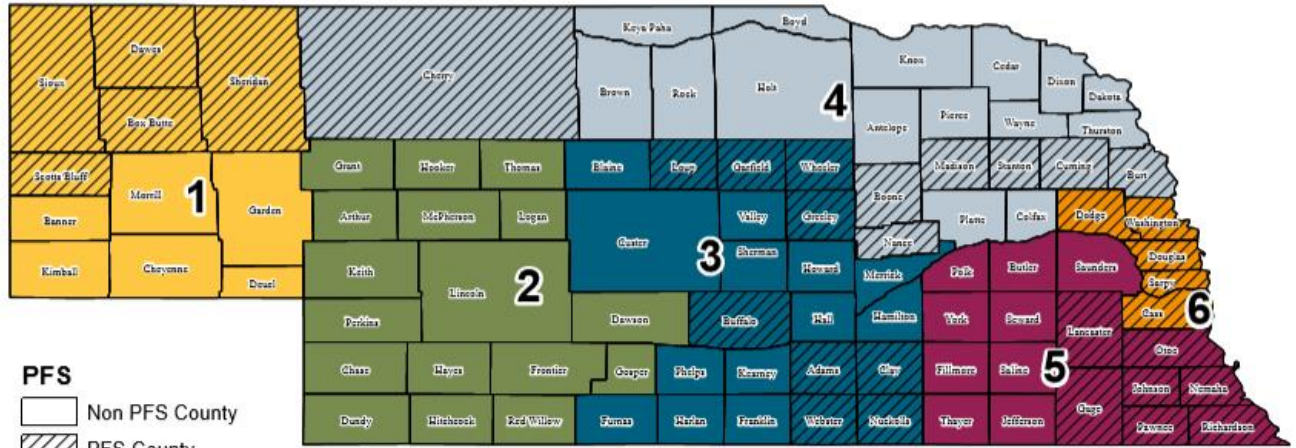 Keya Paha Boyd
Dawes Knox Cedar
Sioux Sheridan Cherry Brown Rock Holt Dixon
4 Dakota
Box Butte Antelope Pierce Wayne
Thurston
Grant Hooker Thomas Blaine Loup Garfield Wheeler Madison Stanton Cuming Burt
Scotts Bluff
Morrill 1 Garden Boone
Banner Arthur McPherson Logan Valley Greeley Platte Colfax Dodge Washington
Custer Nance
Kimball Cheyenne Keith 3 Sherman Howard Merrick Douglas
Deuel Lincoln 2 Polk Butler Saunders Sarpy
Perkins Dawson Buffalo Hall Hamilton York Seward Lancaster Cass 6
Otoe
PFS Chase Hayes Frontier Gosper Phelps Kearney Adams Clay Fillmore Saline 5
Johnson Nemaha
Non PFS County Dundy Hitchcock Red Willow Furnas Harlan Franklin Webster Nuckolls Thayer Jefferson Gage
Pawnee Richardson
PFS County